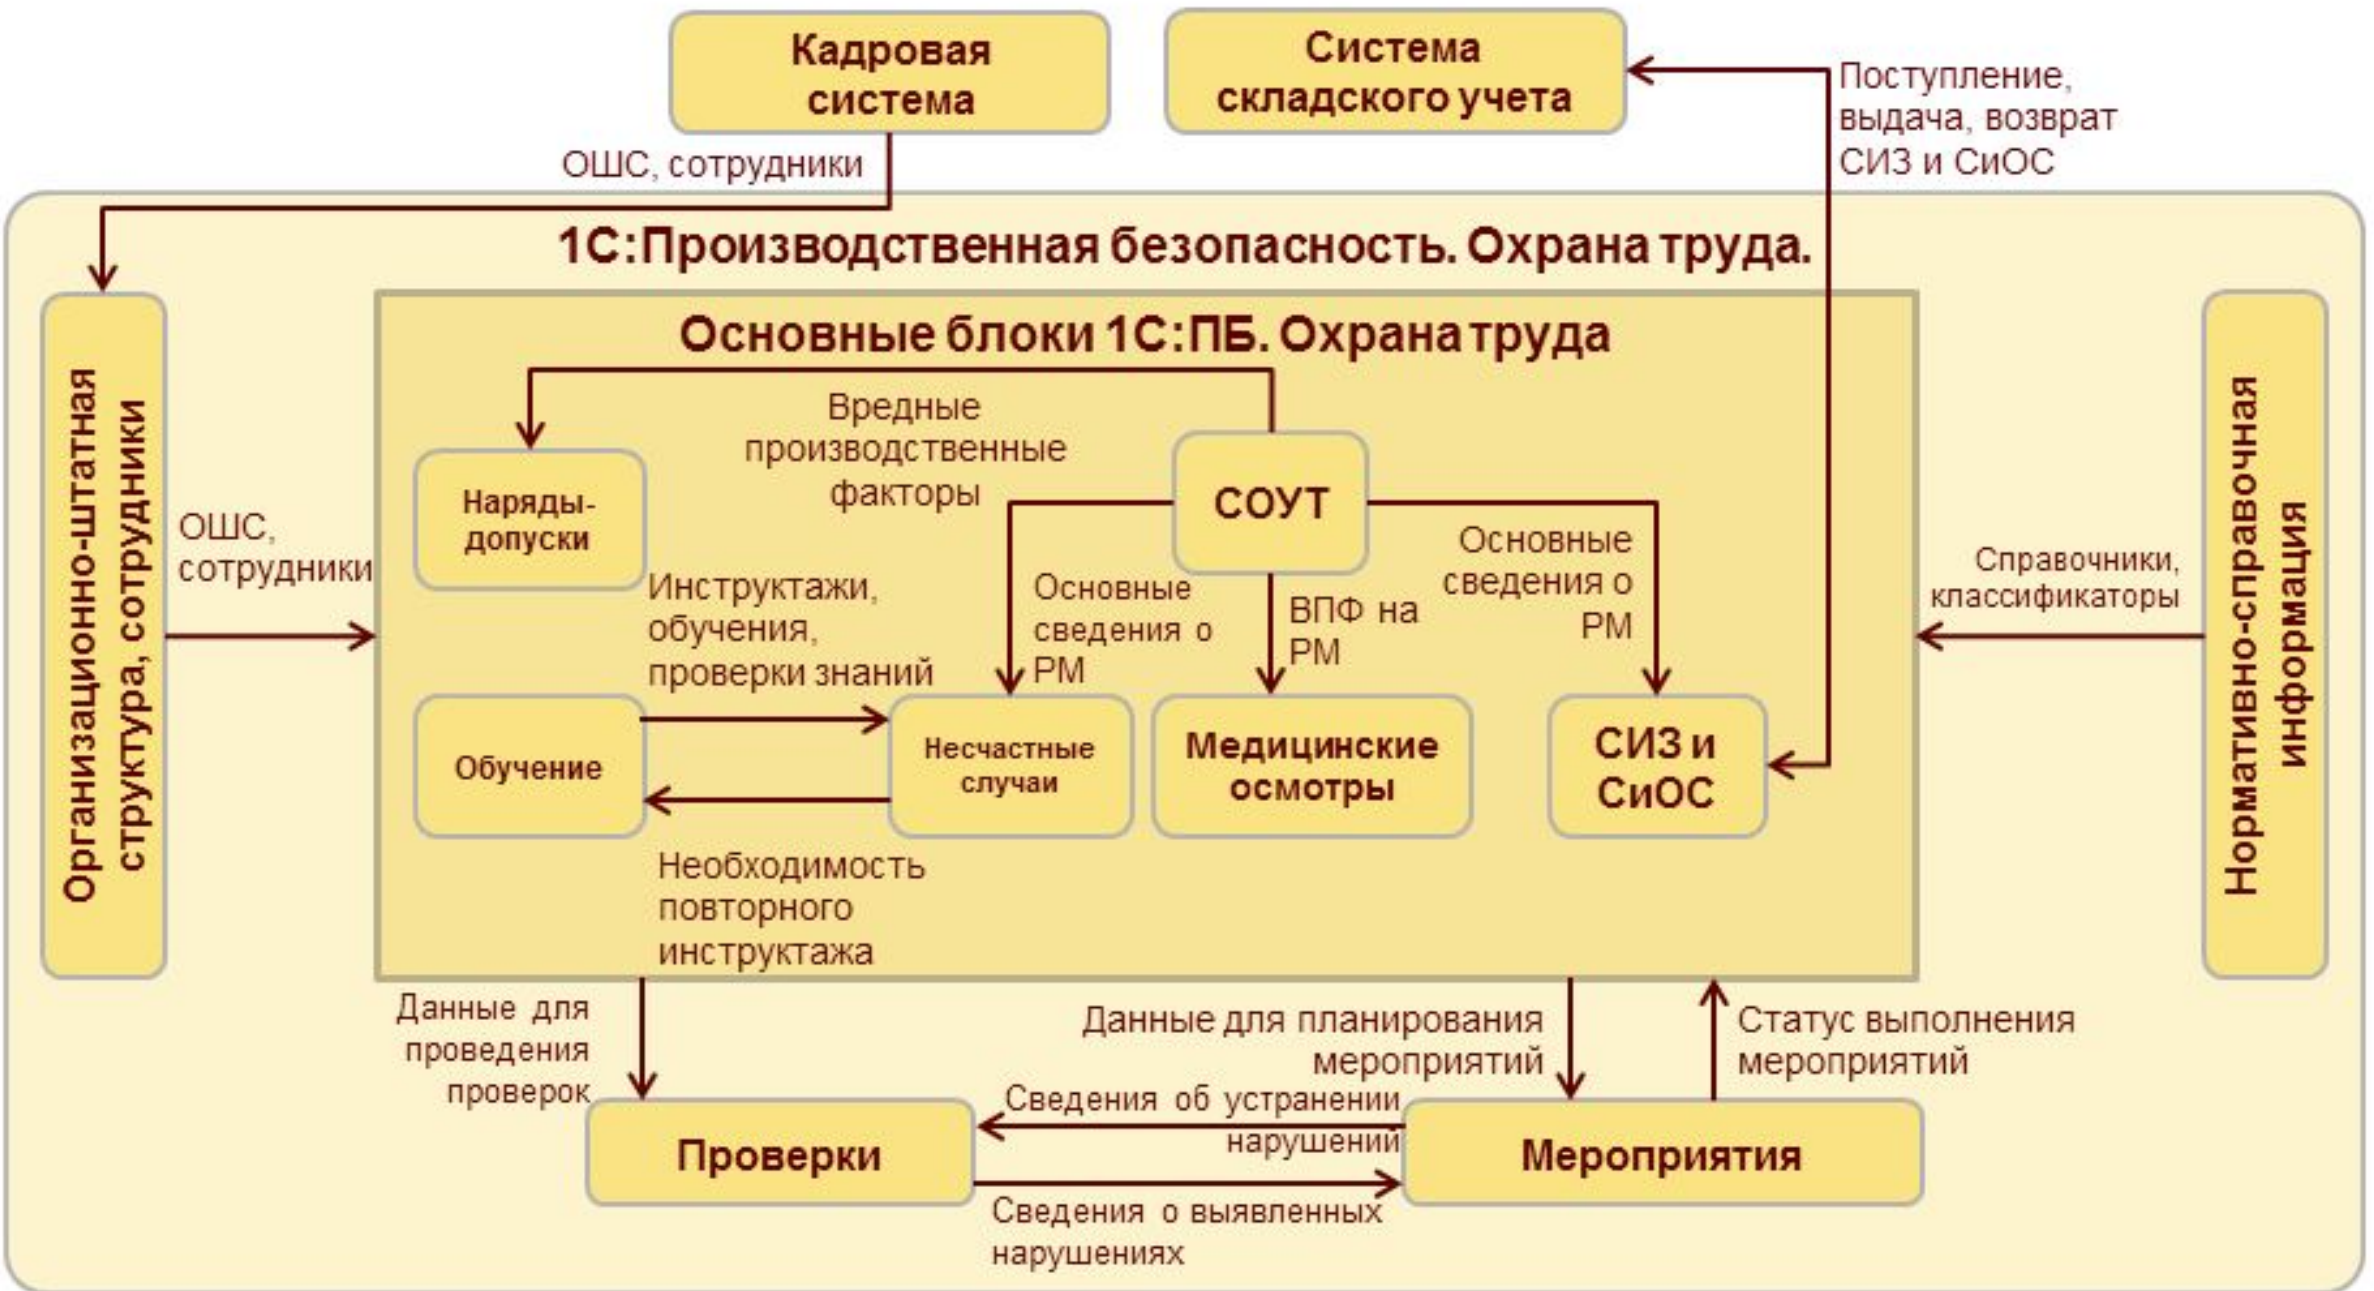 Кадровая
система
Система
складского учета
Поступление,
выдача, возврат
СИЗ и СиОС
ОШС, сотрудники
1С:Производственная безопасность. Охрана труда.
Организационно-штатная
структура, сотрудники
ОШС,
сотрудники
Основные блоки 1С:ПБ. Охрана труда
Вредные
производственные
факторы
Наряды-
допуски
СОУТ
Основные
сведения о
РМ
ВПФ на
РМ
Основные
сведения о
РМ
Инструктажи,
обучения,
проверки знаний
Обучение
Несчастные
случаи
Медицинские
осмотры
СИЗ и
СиОС
Необходимость
повторного
инструктажа
Справочники,
классификаторы
Нормативно-справочная
информация
Данные для
проведения
проверок
Данные для планирования
мероприятий
Статус выполнения
мероприятий
Сведения об устранении
нарушений
Проверки
Мероприятия
Сведения о выявленных
нарушениях